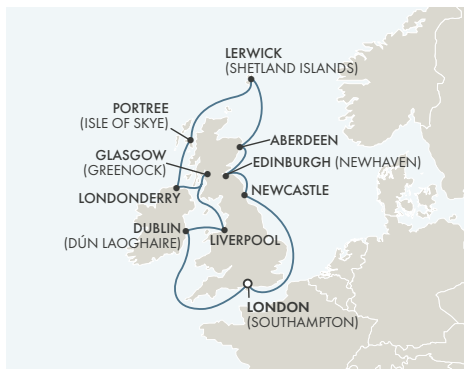 LERWICK
(SHETLAND ISLANDS)
PORTREE
(ISLE OF SKYE)
ABERDEEN
GLASGOW
(GREENOCK)
EDINBURGH (NEWHAVEN)
LONDONDERRY
NEWCASTLE
DUBLIN
(DÚN LAOGHAIRE)
LIVERPOOL
LONDON
(SOUTHAMPTON)